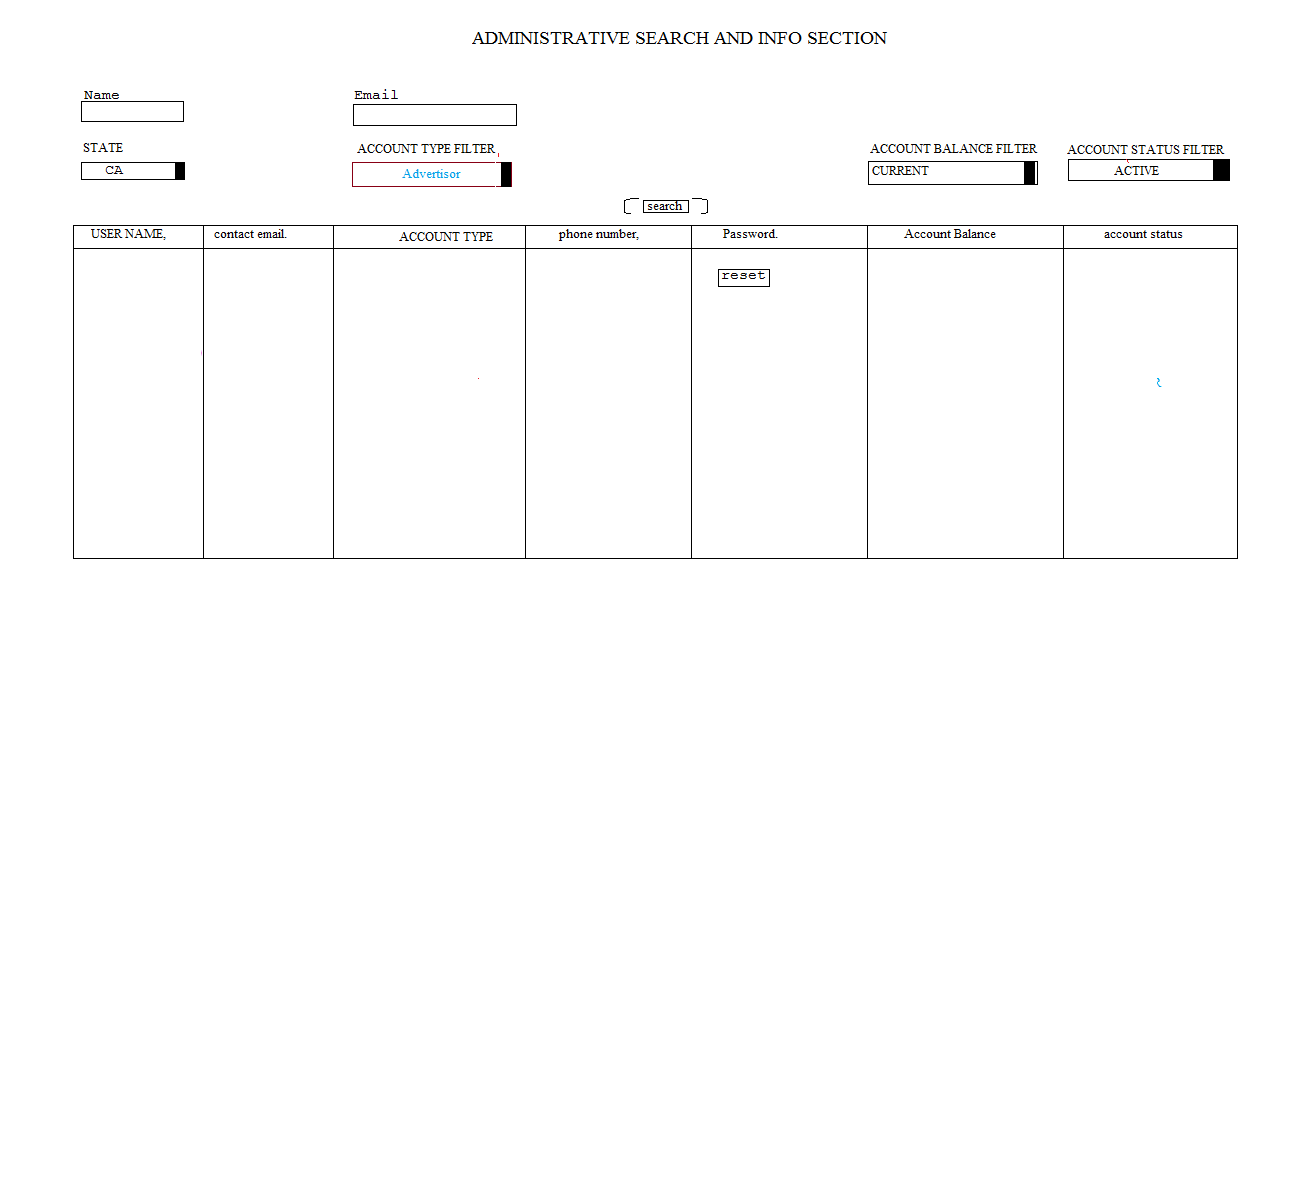 ADMINISTRATIVE SEARCH AND INFO SECTION
Name Email
STATE ACCOUNT TYPE FILTER ACCOUNT BALANCE FILTER ACCOUNT STATUS FILTER
CA Advertisor CURRENT ACTIVE
search
USER NAME, contact email. ACCOUNT TYPE phone number, Password. Account Balance account status
reset